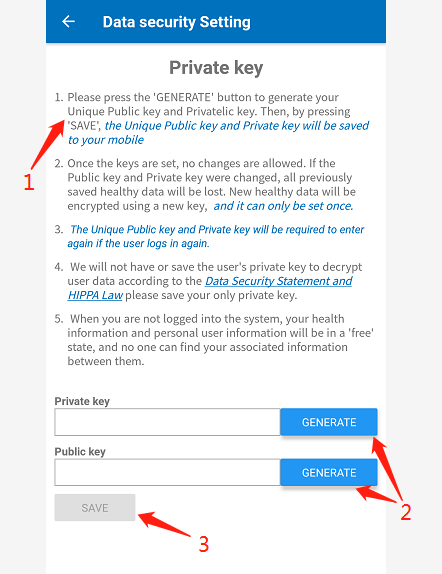 Data security Setting
Private key
1. Please press the 'GENERATE' button to generate your
Unique Public key and Privatelic key. Then, by pressing
'SAVE', the Unique Public key and Private key will be saved
to your mobile
1
2. Once the keys are set, no changes are allowed. If the
Public key and Private key were changed, all previously
saved healthy data will be lost. New healthy data will be
encrypted using a new key, and it can only be set once.
3. The Unique Public key and Private key will be required to enter
again if the user logs in again.
4. We will not have or save the user's private key to decrypt
user data according to the Data Security Statement and
HIPPA Law please save your only private key.
5. When you are not logged into the system, your health
information and personal user information will be in a 'free'
state, and no one can find your associated information
between them.
Private key
GENERATE
Public key
GENERATE
2
SAVE
3